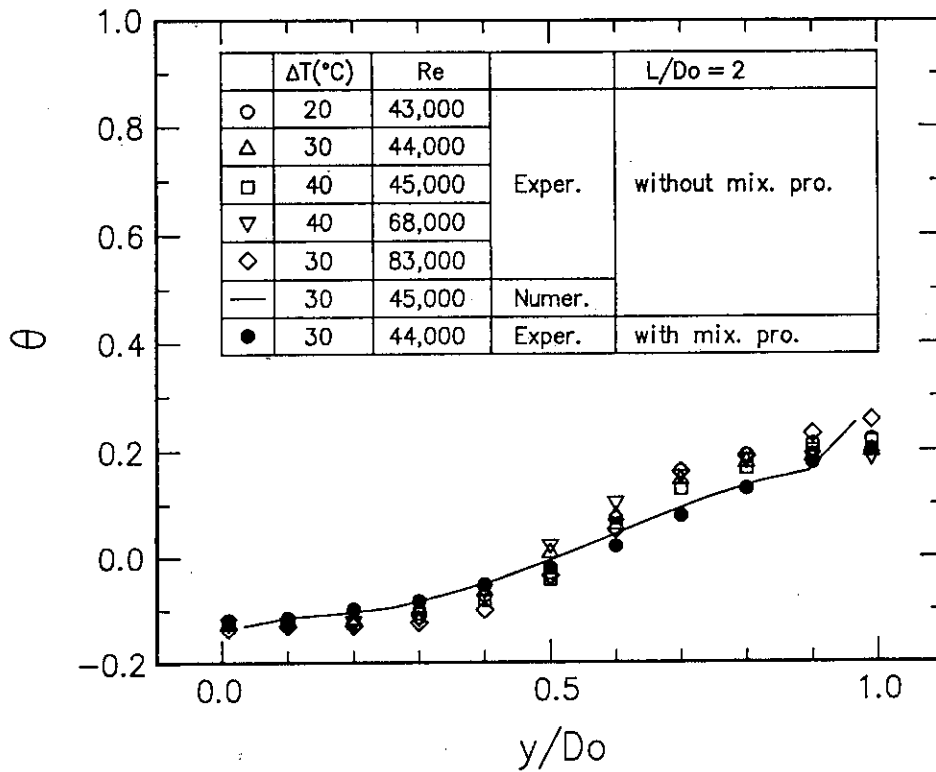 1.0
ΔT(°C) Re L/Do = 2
20 43,000
0.8
30 44,000
40 45,000 Exper. without mix. pro.
40 68,000
0.6
30 83,000
30 45,000 Numer.
30 44,000 Exper. with mix. pro.
θ
0.4
0.2
0.0
−0.2
0.0 0.5 1.0
y/Do